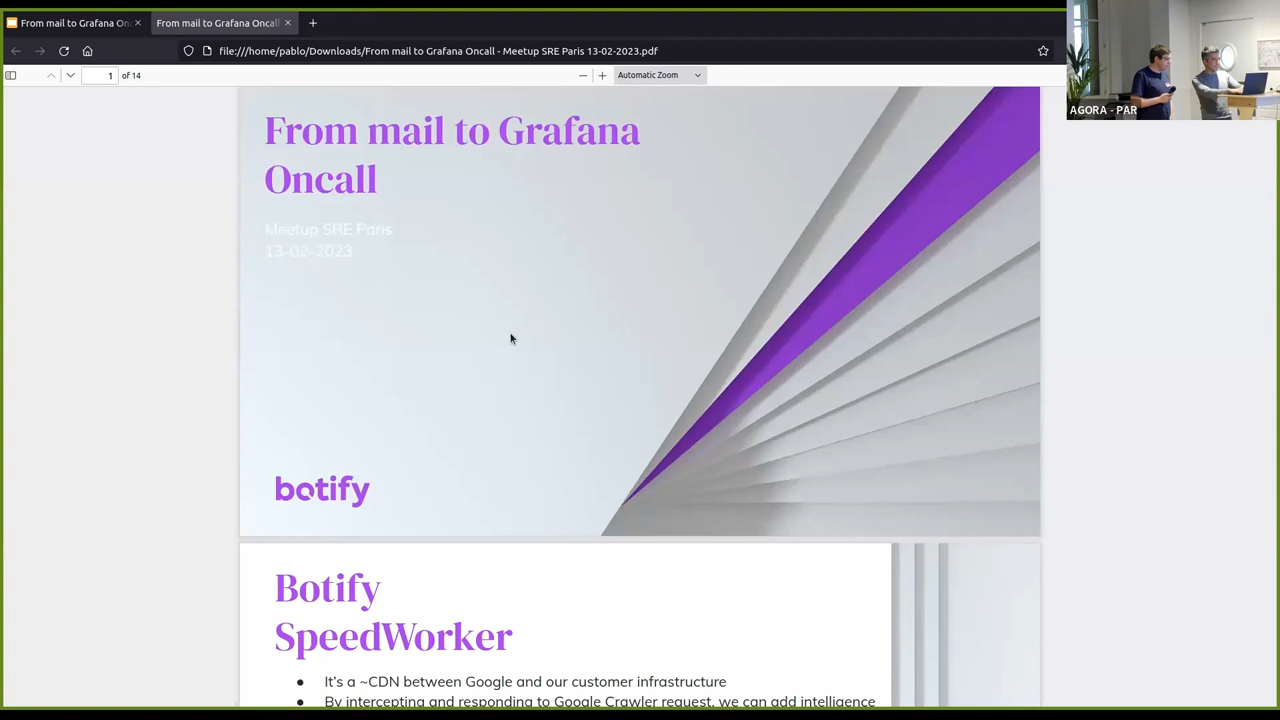 From mail to Grafana Onc
From mail to Grafana Oncall
file:///home/pablo/Downloads/From mail to Grafana Oncall - Meetup SRE Paris 13-02-2023.pdf
1 of 14
Automatic Zoom
AGORA - PAR
From mail to Grafana
Oncall
Meetup SRE Paris
13-02-2023
botify
Botify
SpeedWorker
● It's a ~CDN between Google and our customer infrastructure
● By intercepting and responding to Google Crawler request, we can add intelligence